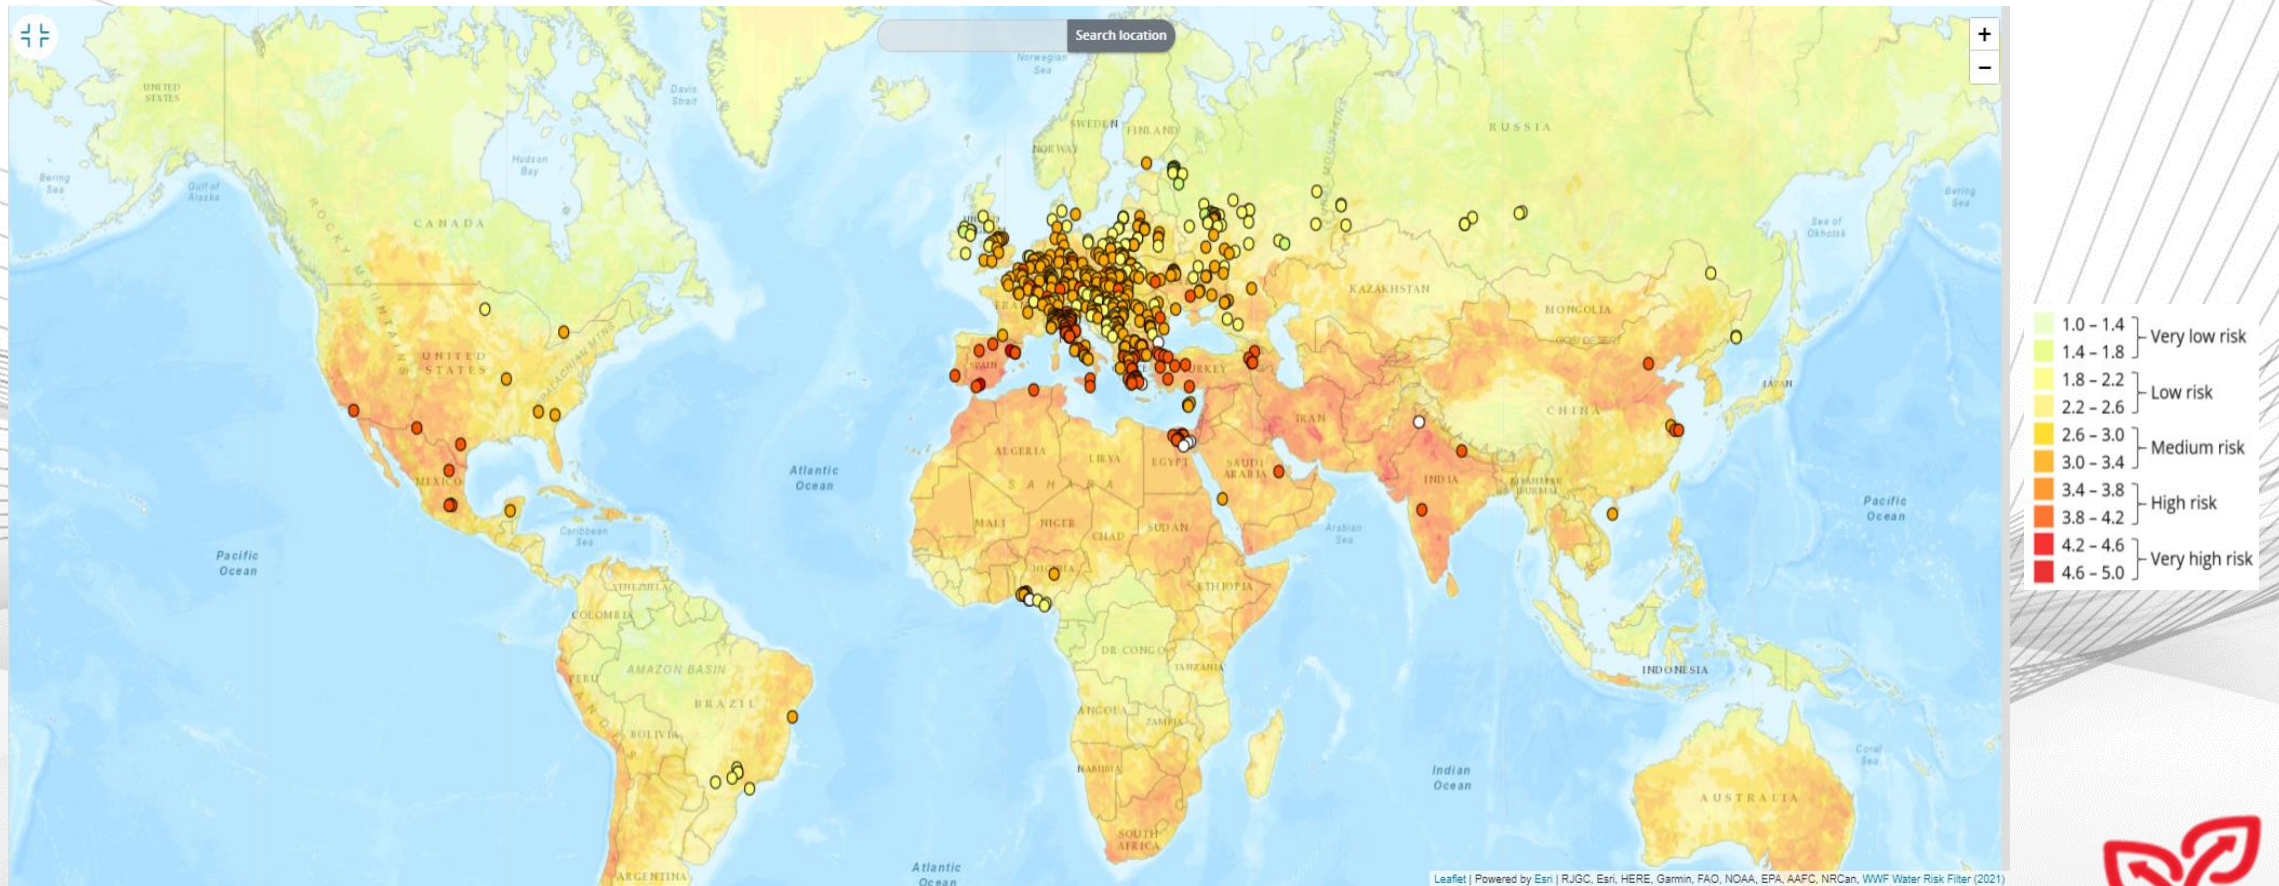 Search location
+
−
Norwegian
Sea
UNITED
STATES
Davis
Strait
RUSSIA
SWEDEN
FINLAND
NORWAY
Hudson
Bay
Bering
Sea
Gulf of
Alaska
Bering
Sea
CANADA
Sea of
Okhotsk
ROCKY MOUNTAINS
KAZAKHSTAN
MONGOLIA
GOBI DESERT
UNITED
STATES
APPALACHIAN MTNS
SPAIN
JAPAN
CHINA
IRAN
ALGERIA
LIBYA
EGYPT
SAUDI
ARABIA
INDIA
SAHARA
MEXICO
Atlantic
Ocean
Pacific
Ocean
MALI
NIGER
CHAD
SUDAN
Arabian
Sea
Caribbean
Sea
Pacific
Ocean
NIGERIA
ETHIOPIA
VENEZUELA
COLOMBIA
DR CONGO
TANZANIA
AMAZON BASIN
PERU
BRAZIL
INDONESIA
ANGOLA
ZAMBIA
BOLIVIA
NAMIBIA
Indian
Ocean
Coral
Sea
AUSTRALIA
SOUTH
AFRICA
ARGENTINA
Atlantic
Ocean
Leaflet | Powered by Esri | RJGC, Esri, HERE, Garmin, FAO, NOAA, EPA, AAFC, NRCan, WWF Water Risk Filter (2021)
1.0 – 1.4
Very low risk
1.4 – 1.8
1.8 – 2.2
Low risk
2.2 – 2.6
2.6 – 3.0
Medium risk
3.0 – 3.4
3.4 – 3.8
High risk
3.8 – 4.2
4.2 – 4.6
Very high risk
4.6 – 5.0